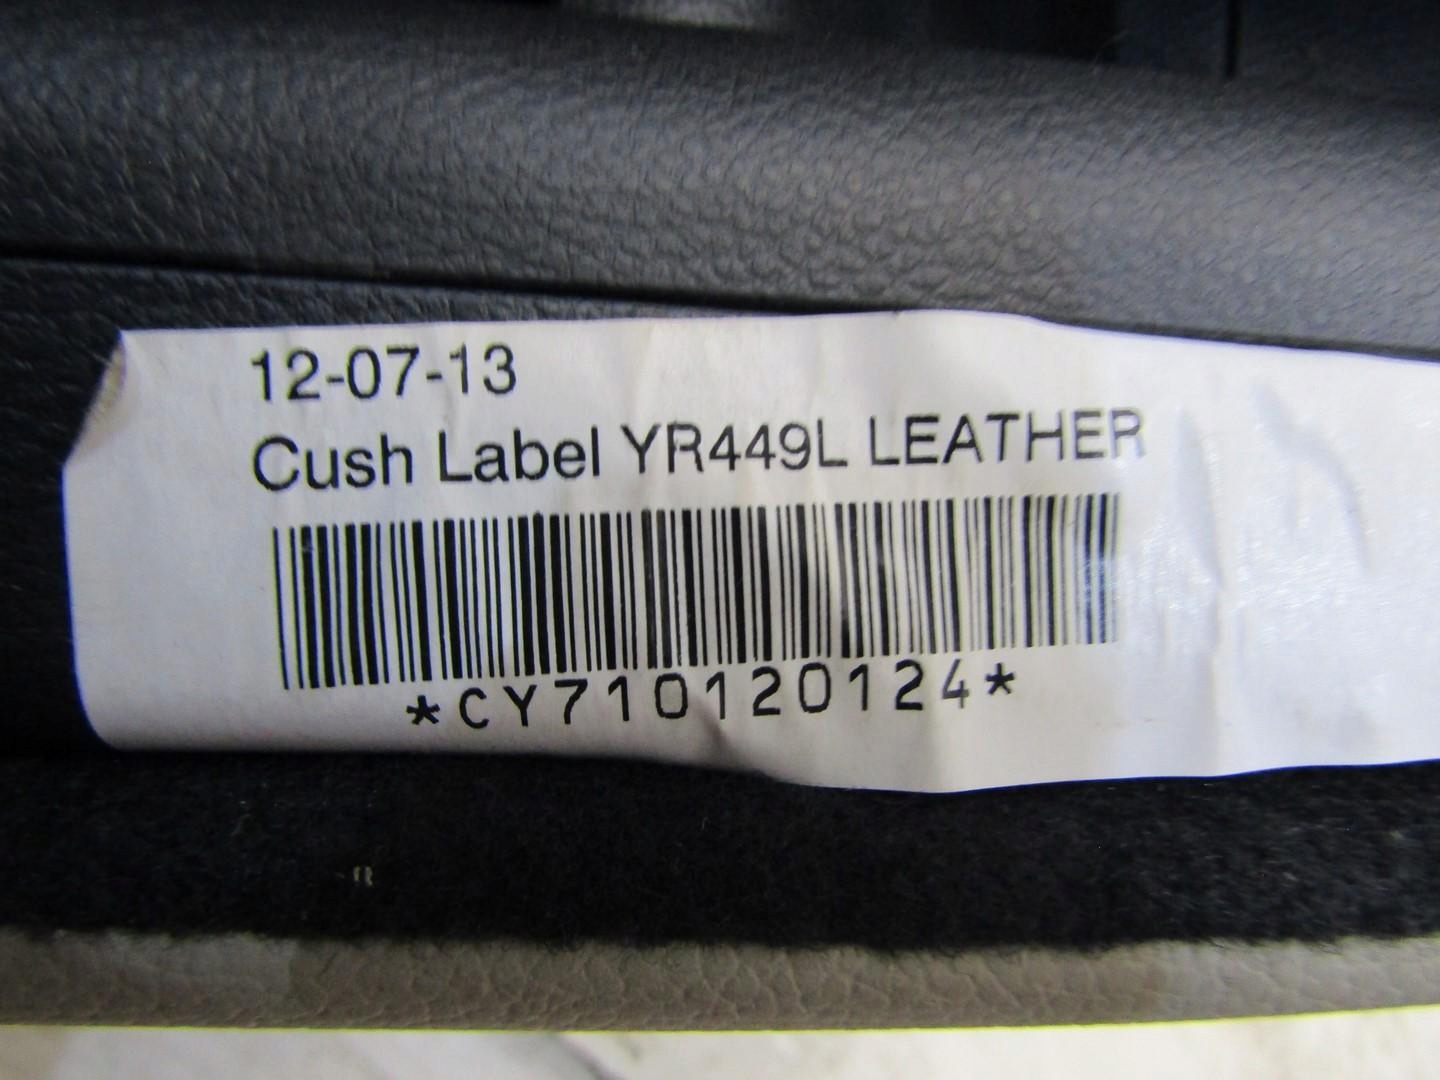 12-07-13
Cush Label YR449L LEATHER
*CY710120124*